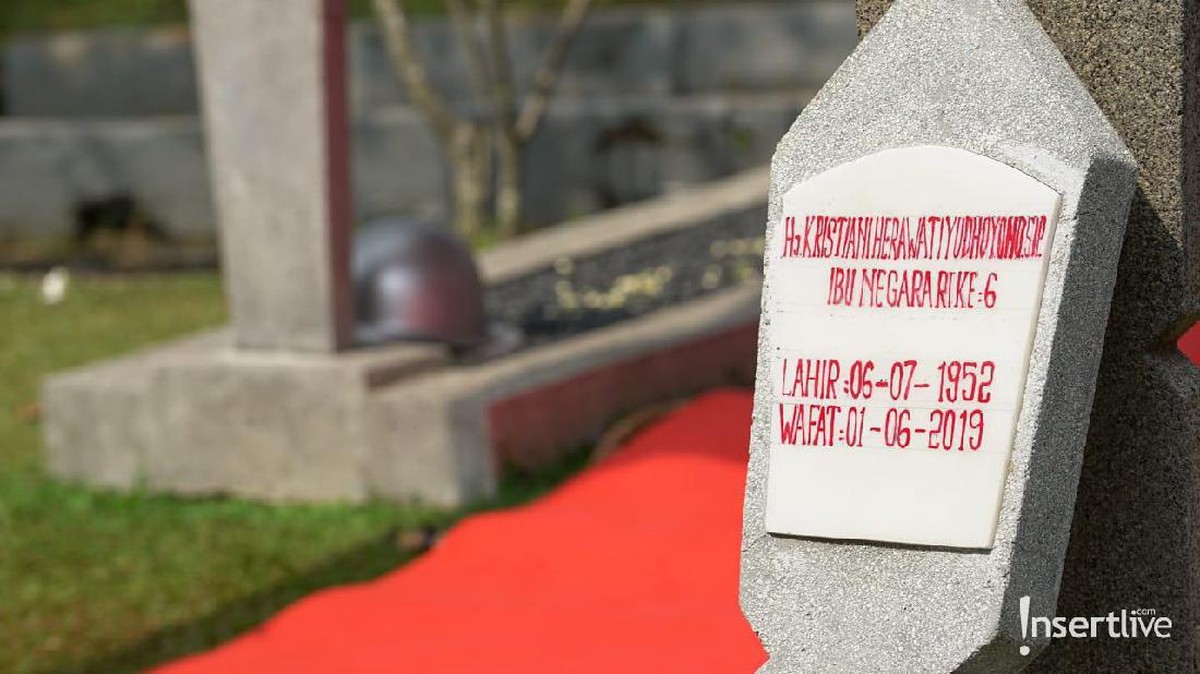 Hj. KRISTIANI HERAWATI YUDHOYONO.SIP
IBU NEGARA RI KE:6
LAHIR:06-07-1952
WAFAT:01-06-2019
Insertlive.com